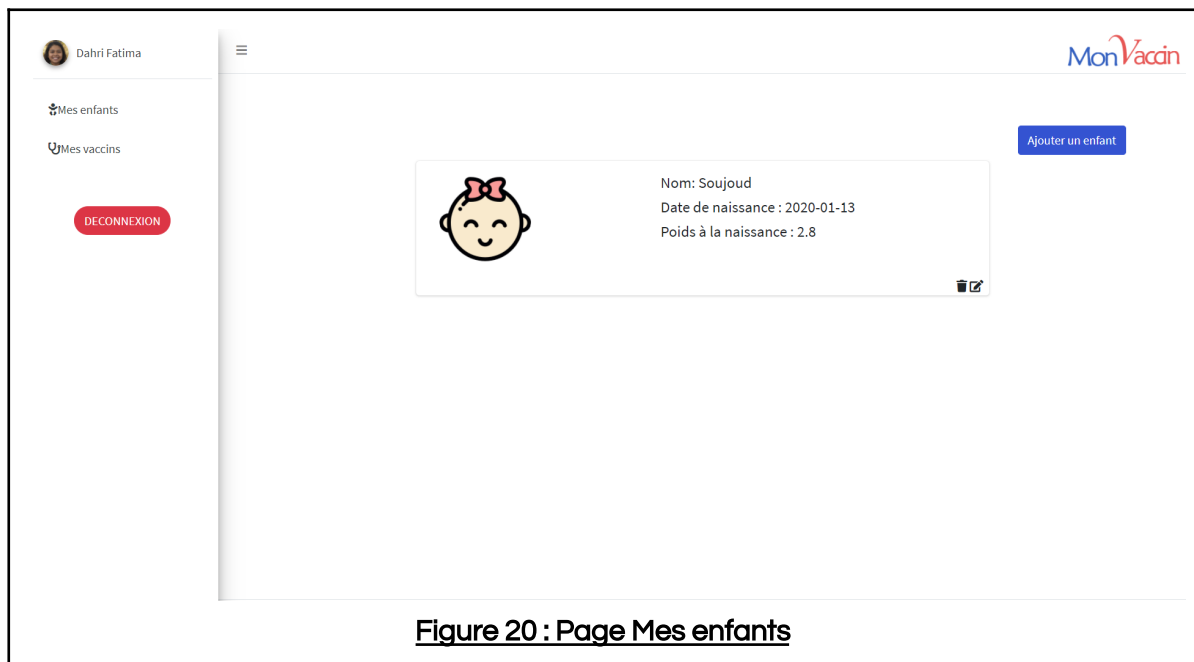 Dahri Fatima
Mes enfants
Mes vaccins
DECONNEXION
MonVaccin
Ajouter un enfant
Nom: Soujoud
Date de naissance : 2020-01-13
Poids à la naissance : 2.8
Figure 20 : Page Mes enfants